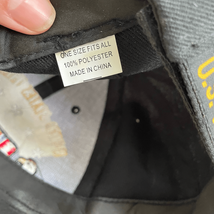 ONE SIZE FITS ALL
100% POLYESTER
MADE IN CHINA
U.S